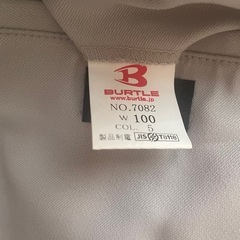 BURTLE
www.burtle.jp
NO.7082
W 100
COL. 5
製品制電 JIS T8118